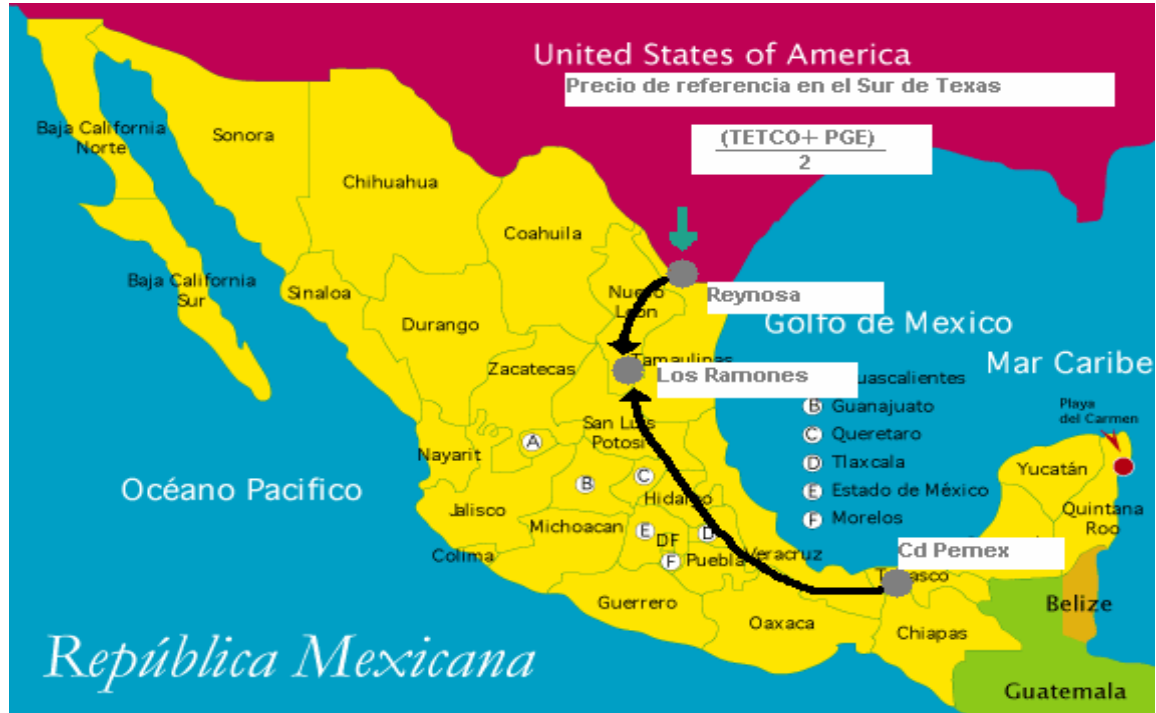 United States of America
Precio de referencia en el Sur de Texas
(TETCO+ PGE)
2
Baja California
Norte
Sonora
Chihuahua
Coahuila
Baja California
Sur
Sinaloa
Nuevo
León
Reynosa
Durango
Golfo de Mexico
Zacatecas
Tamaulipas
Los Ramones
Mar Caribe
uascalientes
B Guanajuato
Playa
del Carmen
San Luis
Potosi
Nayarit
A
C Queretaro
D Tlaxcala
Yucatán
Océano Pacifico
B
C
Hidalgo
E Estado de México
Jalisco
Quintana
Roo
F Morelos
Michoacan
E
DF
D
Colima
F
Puebla
Veracruz
Cd Pemex
Guerrero
Belize
Oaxaca
Chiapas
República Mexicana
Guatemala